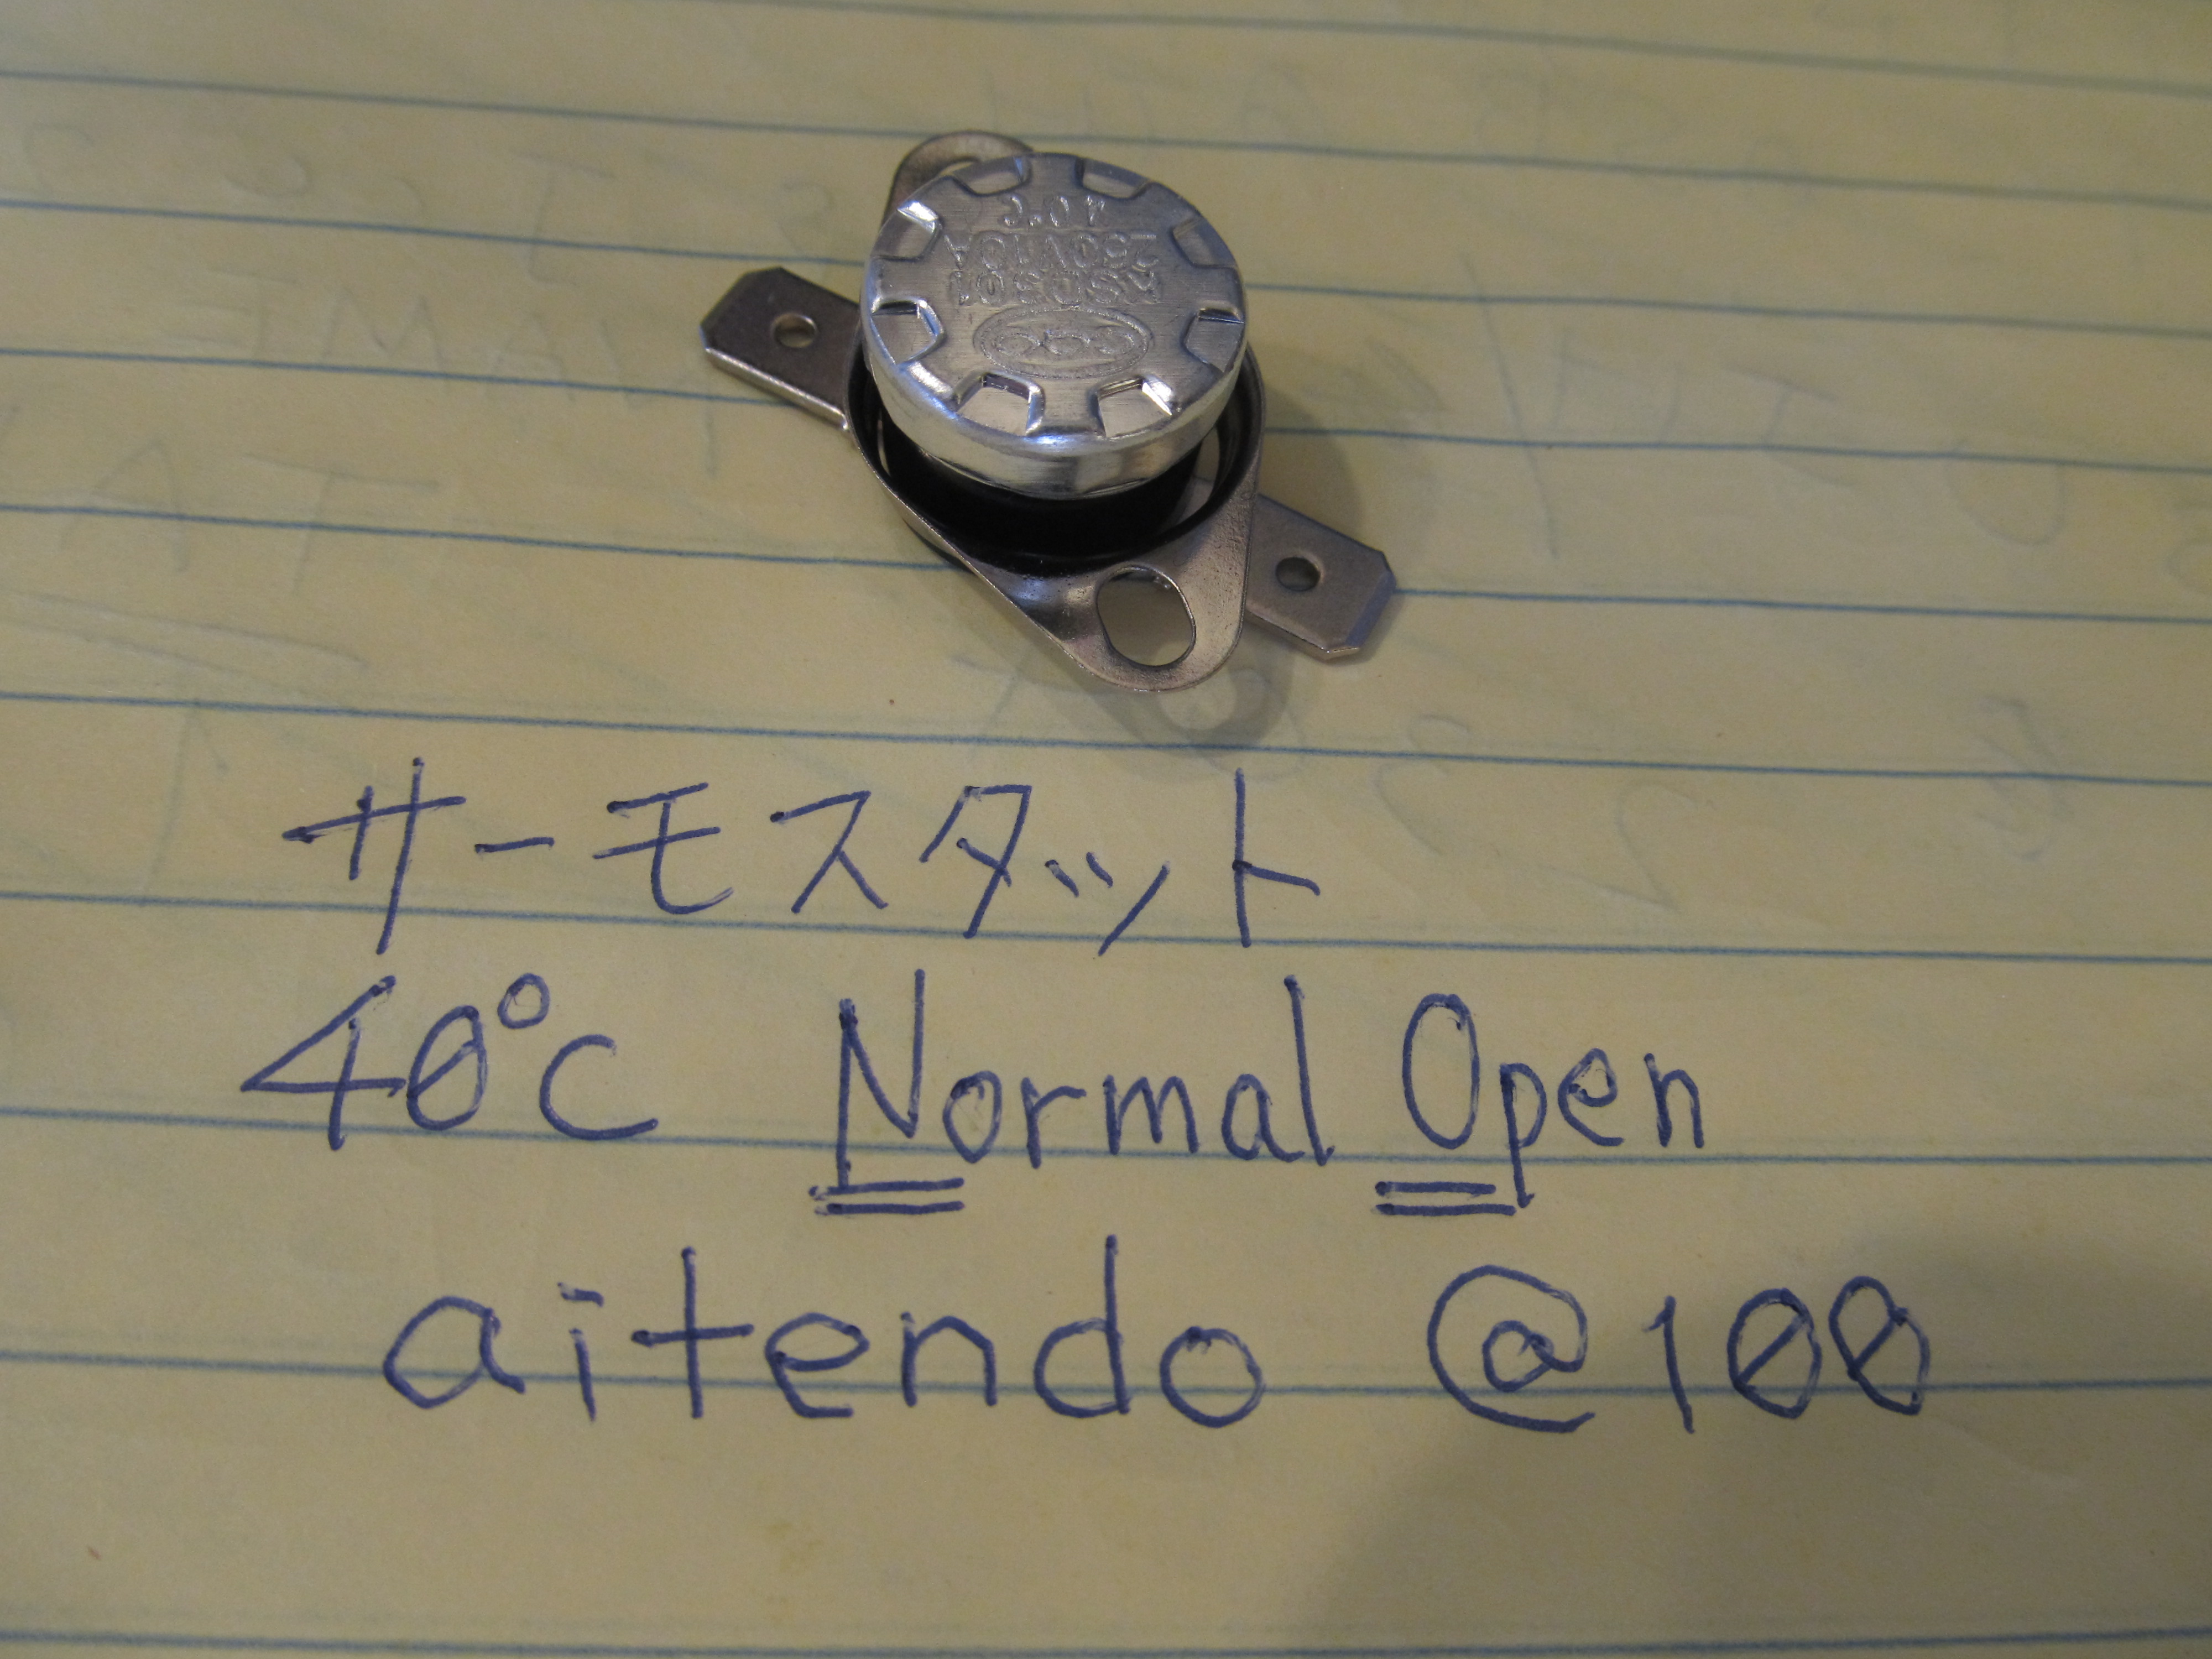 40°C
250V10A
KSD301
サーモスタット
40°C Normal Open
aitendo @100